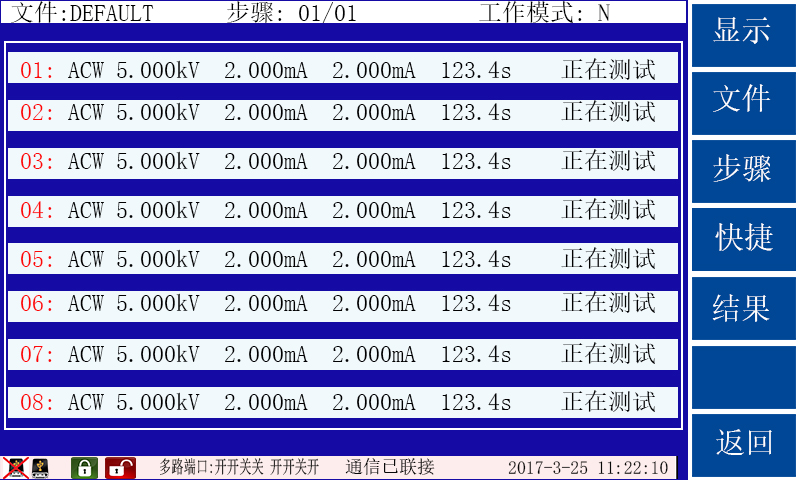 文件:DEFAULT 步骤: 01/01 工作模式: N
01: ACW 5.000kV 2.000mA 2.000mA 123.4s 正在测试
02: ACW 5.000kV 2.000mA 2.000mA 123.4s 正在测试
03: ACW 5.000kV 2.000mA 2.000mA 123.4s 正在测试
04: ACW 5.000kV 2.000mA 2.000mA 123.4s 正在测试
05: ACW 5.000kV 2.000mA 2.000mA 123.4s 正在测试
06: ACW 5.000kV 2.000mA 2.000mA 123.4s 正在测试
07: ACW 5.000kV 2.000mA 2.000mA 123.4s 正在测试
08: ACW 5.000kV 2.000mA 2.000mA 123.4s 正在测试
多路端口:开开关关 开开关开 通信已联接 2017-3-25 11:22:10
显示
文件
步骤
快捷
结果
返回